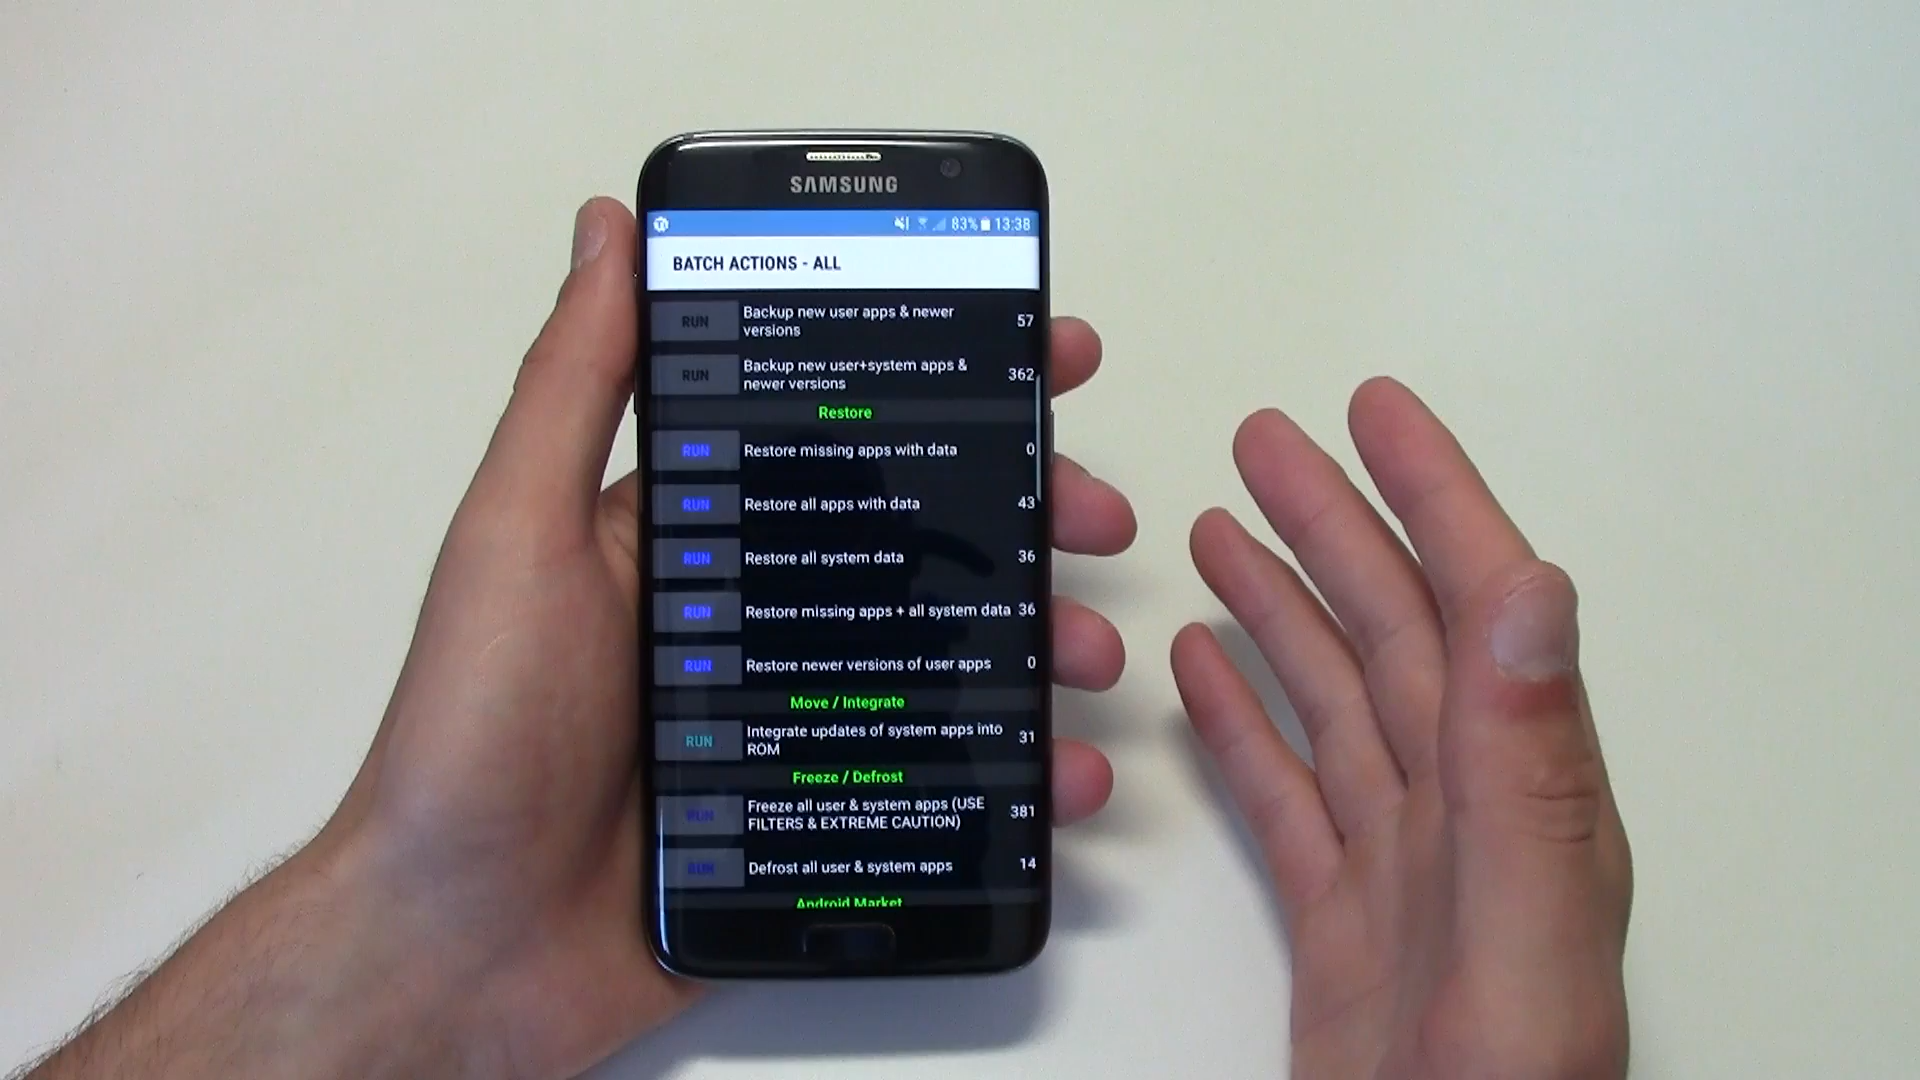 SAMSUNG
83% 13:38
BATCH ACTIONS - ALL
RUN Backup new user apps & newer 57
versions
RUN Backup new user+system apps & 362
newer versions
Restore
RUN Restore missing apps with data 0
RUN Restore all apps with data 43
RUN Restore all system data 36
RUN Restore missing apps + all system data 36
RUN Restore newer versions of user apps 0
Move / Integrate
RUN Integrate updates of system apps into 31
ROM
Freeze / Defrost
RUN Freeze all user & system apps (USE 381
FILTERS & EXTREME CAUTION)
RUN Defrost all user & system apps 14
Android Market